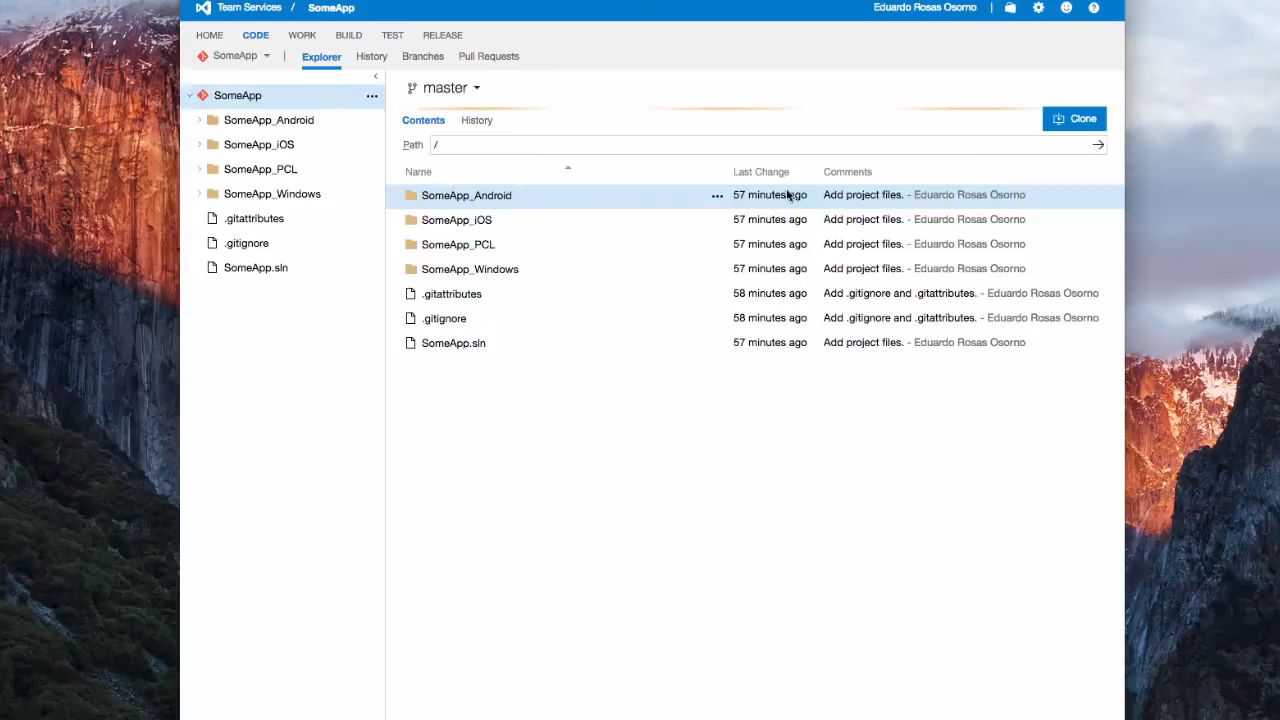 Team Services / SomeApp Eduardo Rosas Osorno
HOME CODE WORK BUILD TEST RELEASE
SomeApp | Explorer History Branches Pull Requests
SomeApp
SomeApp_Android
SomeApp_iOS
SomeApp_PCL
SomeApp_Windows
.gitattributes
.gitignore
SomeApp.sln
master
Contents History Clone
Path /
Name Last Change Comments
SomeApp_Android 57 minutes ago Add project files. - Eduardo Rosas Osorno
SomeApp_iOS 57 minutes ago Add project files. - Eduardo Rosas Osorno
SomeApp_PCL 57 minutes ago Add project files. - Eduardo Rosas Osorno
SomeApp_Windows 57 minutes ago Add project files. - Eduardo Rosas Osorno
.gitattributes 58 minutes ago Add .gitignore and .gitattributes. - Eduardo Rosas Osorno
.gitignore 58 minutes ago Add .gitignore and .gitattributes. - Eduardo Rosas Osorno
SomeApp.sln 57 minutes ago Add project files. - Eduardo Rosas Osorno